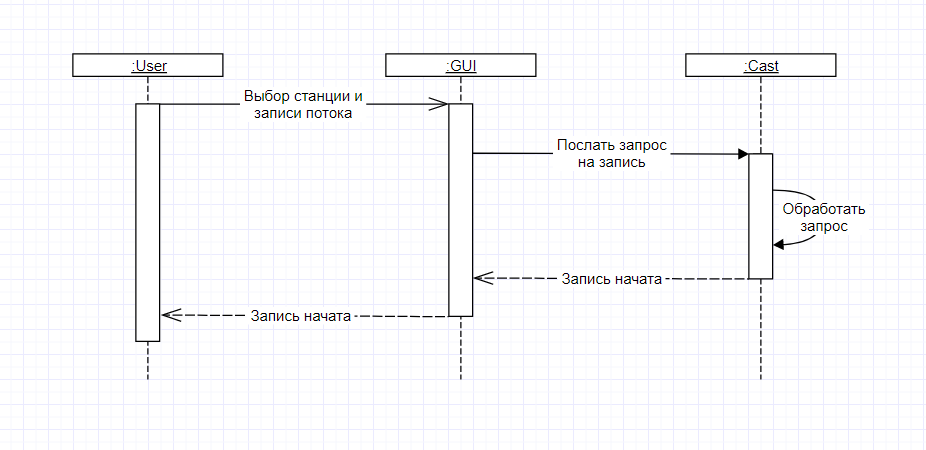 :User
:GUI
:Cast
Выбор станции и
записи потока
Послать запрос
на запись
Обработать
запрос
Запись начата
Запись начата